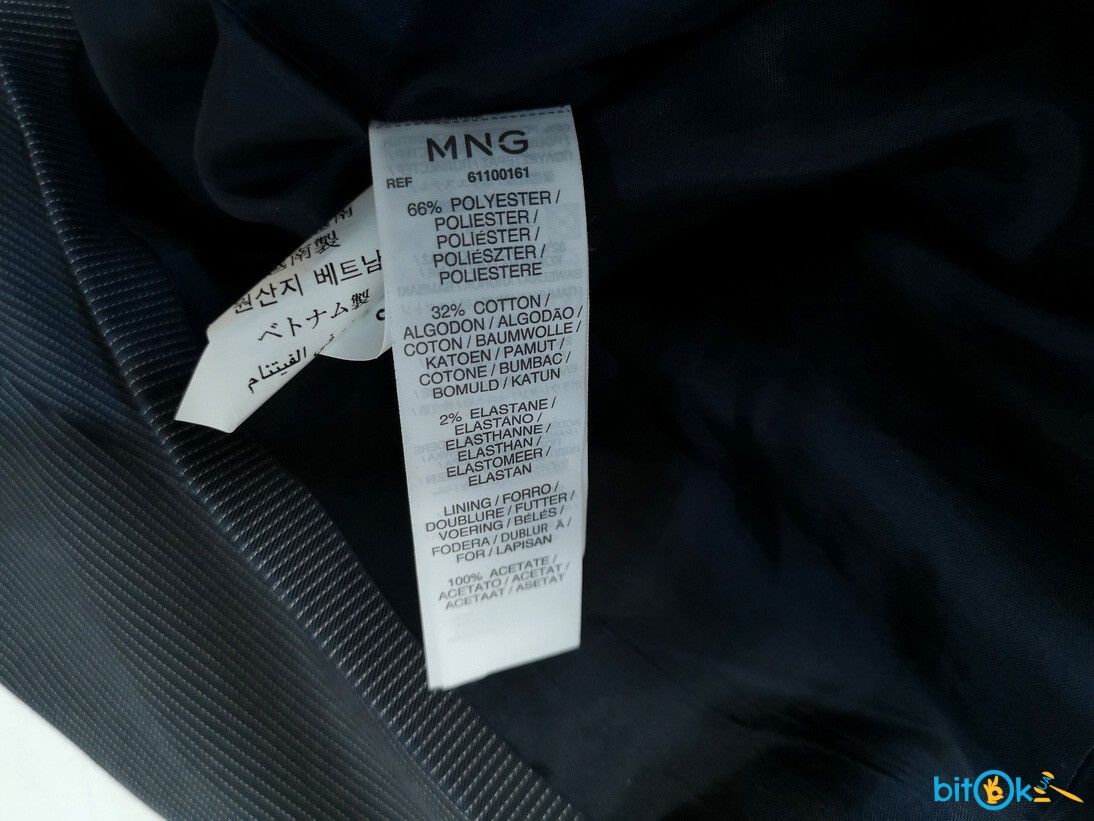 MNG
REF 61100161
66% POLYESTER /
POLIESTER /
POLIÉSTER /
POLIÉSZTER /
POLIESTERE
32% COTTON /
ALGODON / ALGODÃO /
COTON / BAUMWOLLE /
KATOEN / PAMUT /
COTONE / BUMBAC /
BOMULD / KATUN
2% ELASTANE /
ELASTANO /
ELASTHANNE /
ELASTHAN /
ELASTOMEER /
ELASTAN
LINING / FORRO /
DOUBLURE / FUTTER /
VOERING / BÉLÉS /
FODERA / DUBLUR Ă /
FOR / LAPISAN
100% ACETATE /
ACETATO / ACETAT /
ACETAAT / ASETAT
南製
원산지 베트남
ベトナム製
الفيتنام
bitOk UA